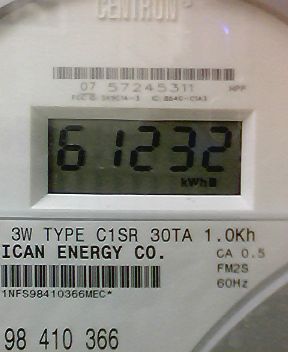 CENTRON
07 57245311
61232
kWh
3W TYPE C1SR 30TA 1.0Kh
ICAN ENERGY CO.
CA 0.5
FM2S
60Hz
1NFS98410366MEC*
98 410 366